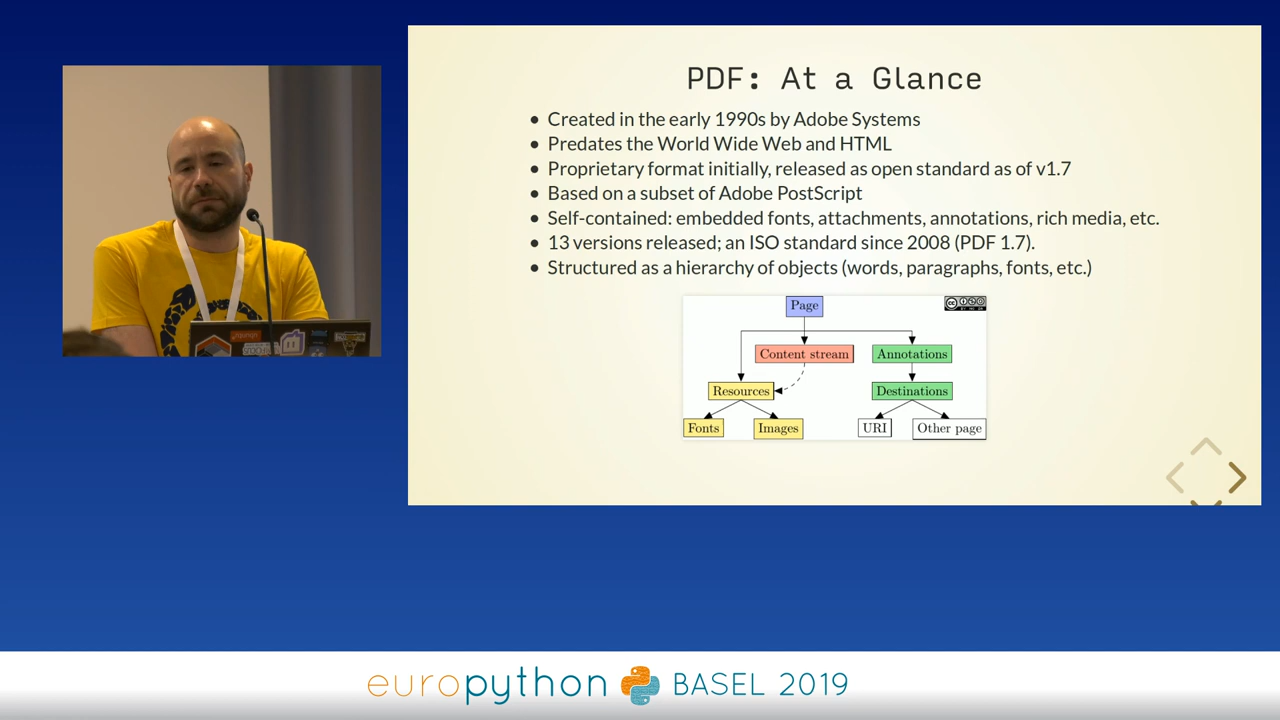 PDF: At a Glance
Created in the early 1990s by Adobe Systems
Predates the World Wide Web and HTML
Proprietary format initially, released as open standard as of v1.7
Based on a subset of Adobe PostScript
Self-contained: embedded fonts, attachments, annotations, rich media, etc.
13 versions released; an ISO standard since 2008 (PDF 1.7).
Structured as a hierarchy of objects (words, paragraphs, fonts, etc.)
Page
Content stream
Annotations
Resources
Destinations
Fonts
Images
URI
Other page
europython BASEL 2019